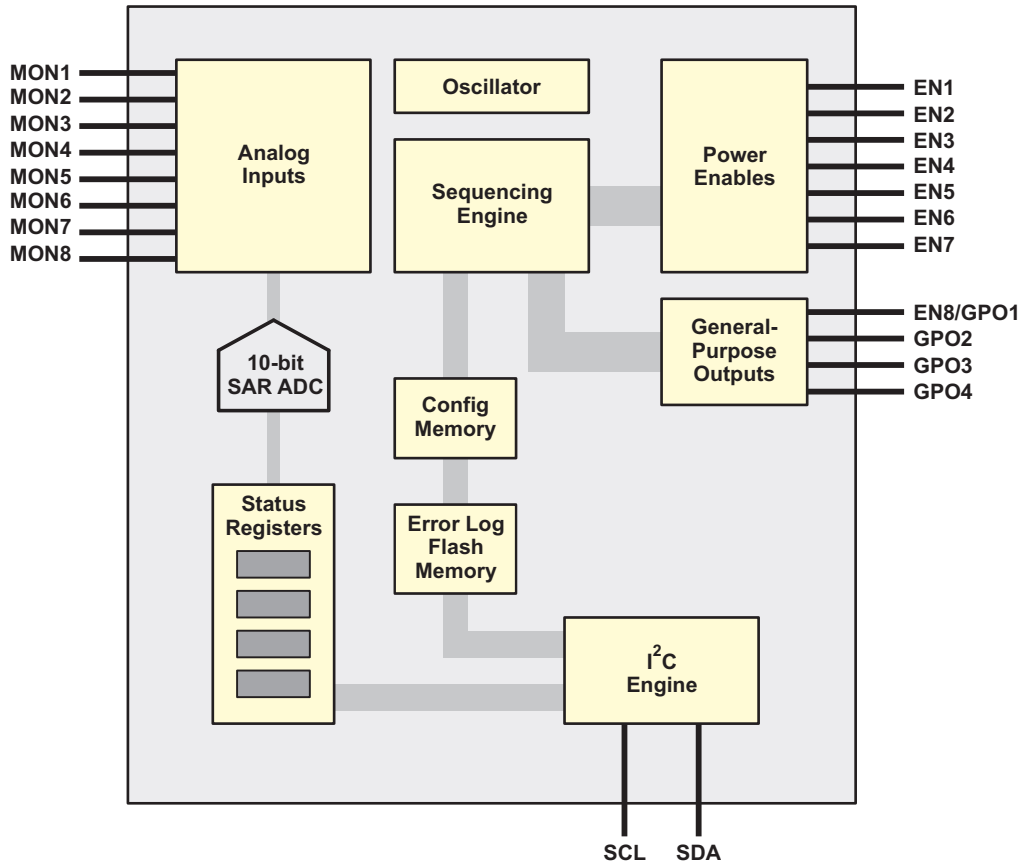 MON1
MON2
MON3
MON4
MON5
MON6
MON7
MON8
Analog
Inputs
Oscillator
Sequencing
Engine
Power
Enables
EN1
EN2
EN3
EN4
EN5
EN6
EN7
General-
Purpose
Outputs
EN8/GPO1
GPO2
GPO3
GPO4
10-bit
SAR ADC
Config
Memory
Status
Registers
Error Log
Flash
Memory
I²C
Engine
SCL
SDA